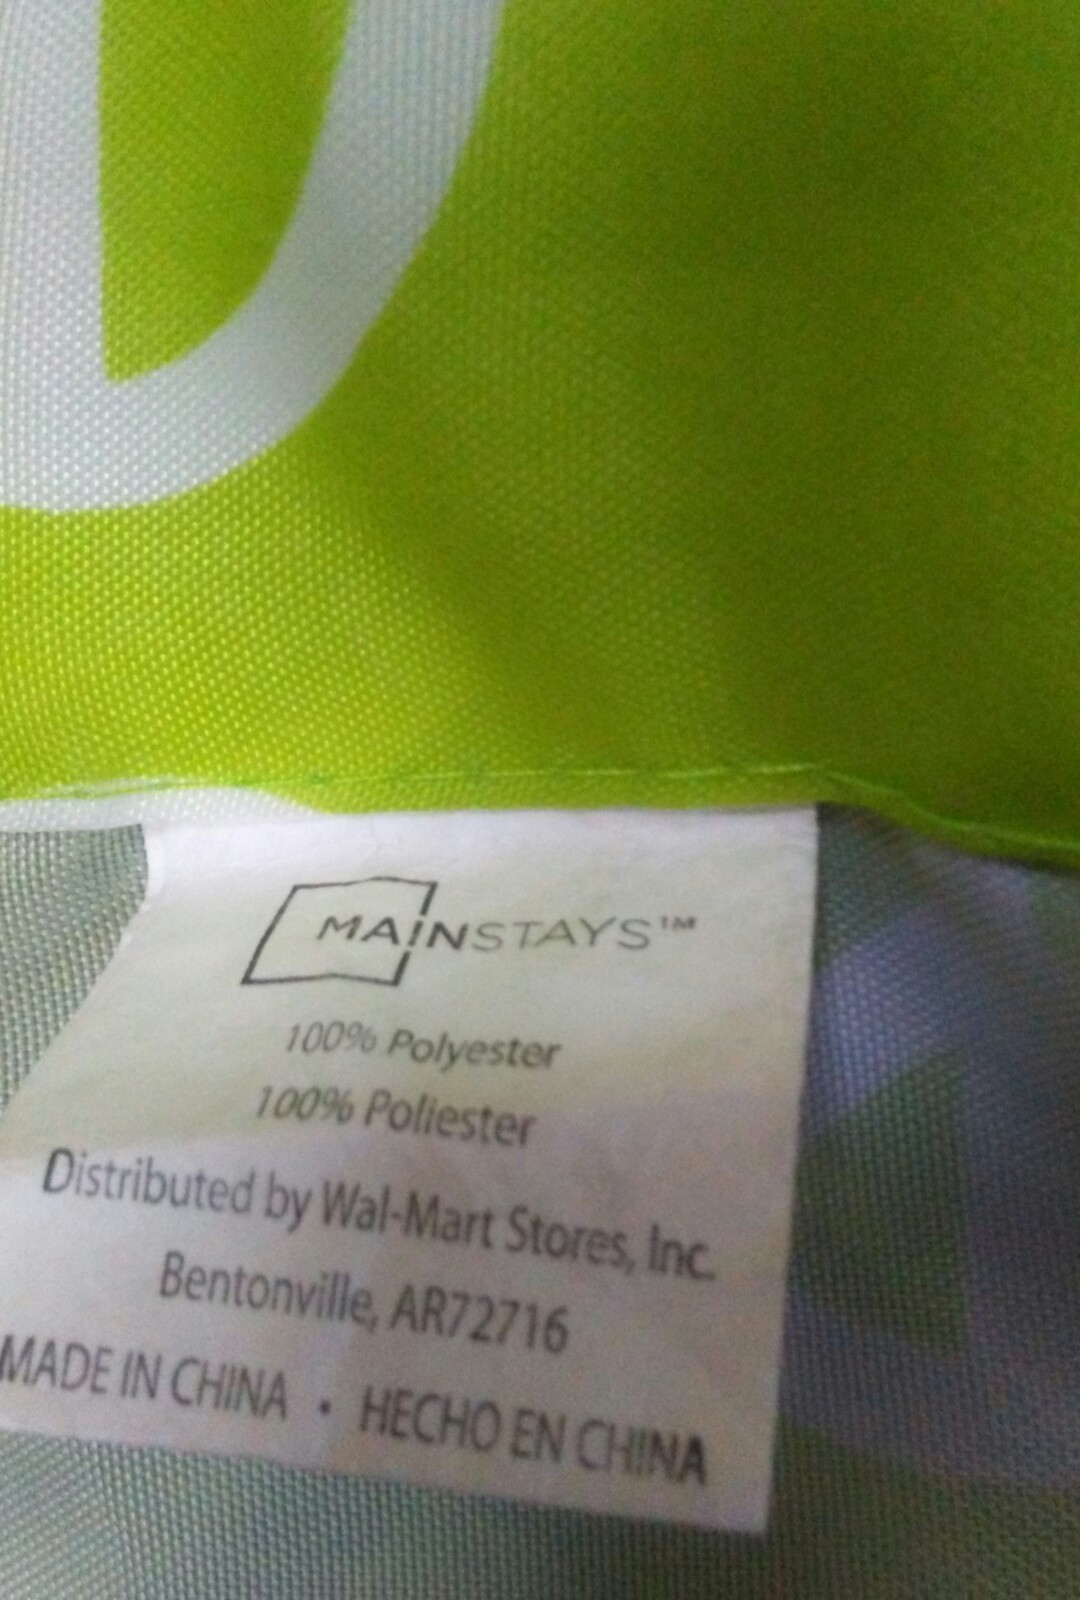 MAINSTAYS™
100% Polyester
100% Poliester
Distributed by Wal-Mart Stores, Inc.
Bentonville, AR72716
MADE IN CHINA • HECHO EN CHINA